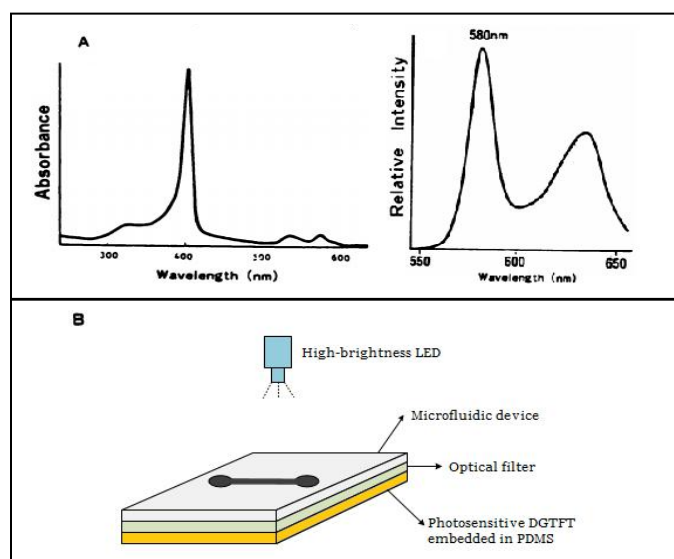 A
Absorbance
300 400 500 600
Wavelength (nm)
580nm
Relative Intensity
550 600 650
Wavelength (nm)
B
High-brightness LED
Microfluidic device
Optical filter
Photosensitive DGTFT
embedded in PDMS